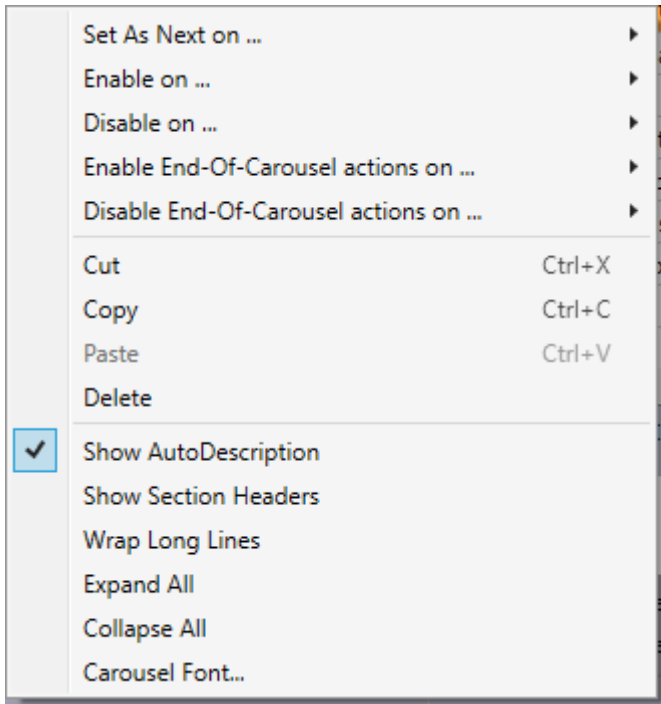 Set As Next on ...
Enable on ...
Disable on ...
Enable End-Of-Carousel actions on ...
Disable End-Of-Carousel actions on ...
Cut Ctrl+X
Copy Ctrl+C
Paste Ctrl+V
Delete
Show AutoDescription
Show Section Headers
Wrap Long Lines
Expand All
Collapse All
Carousel Font...